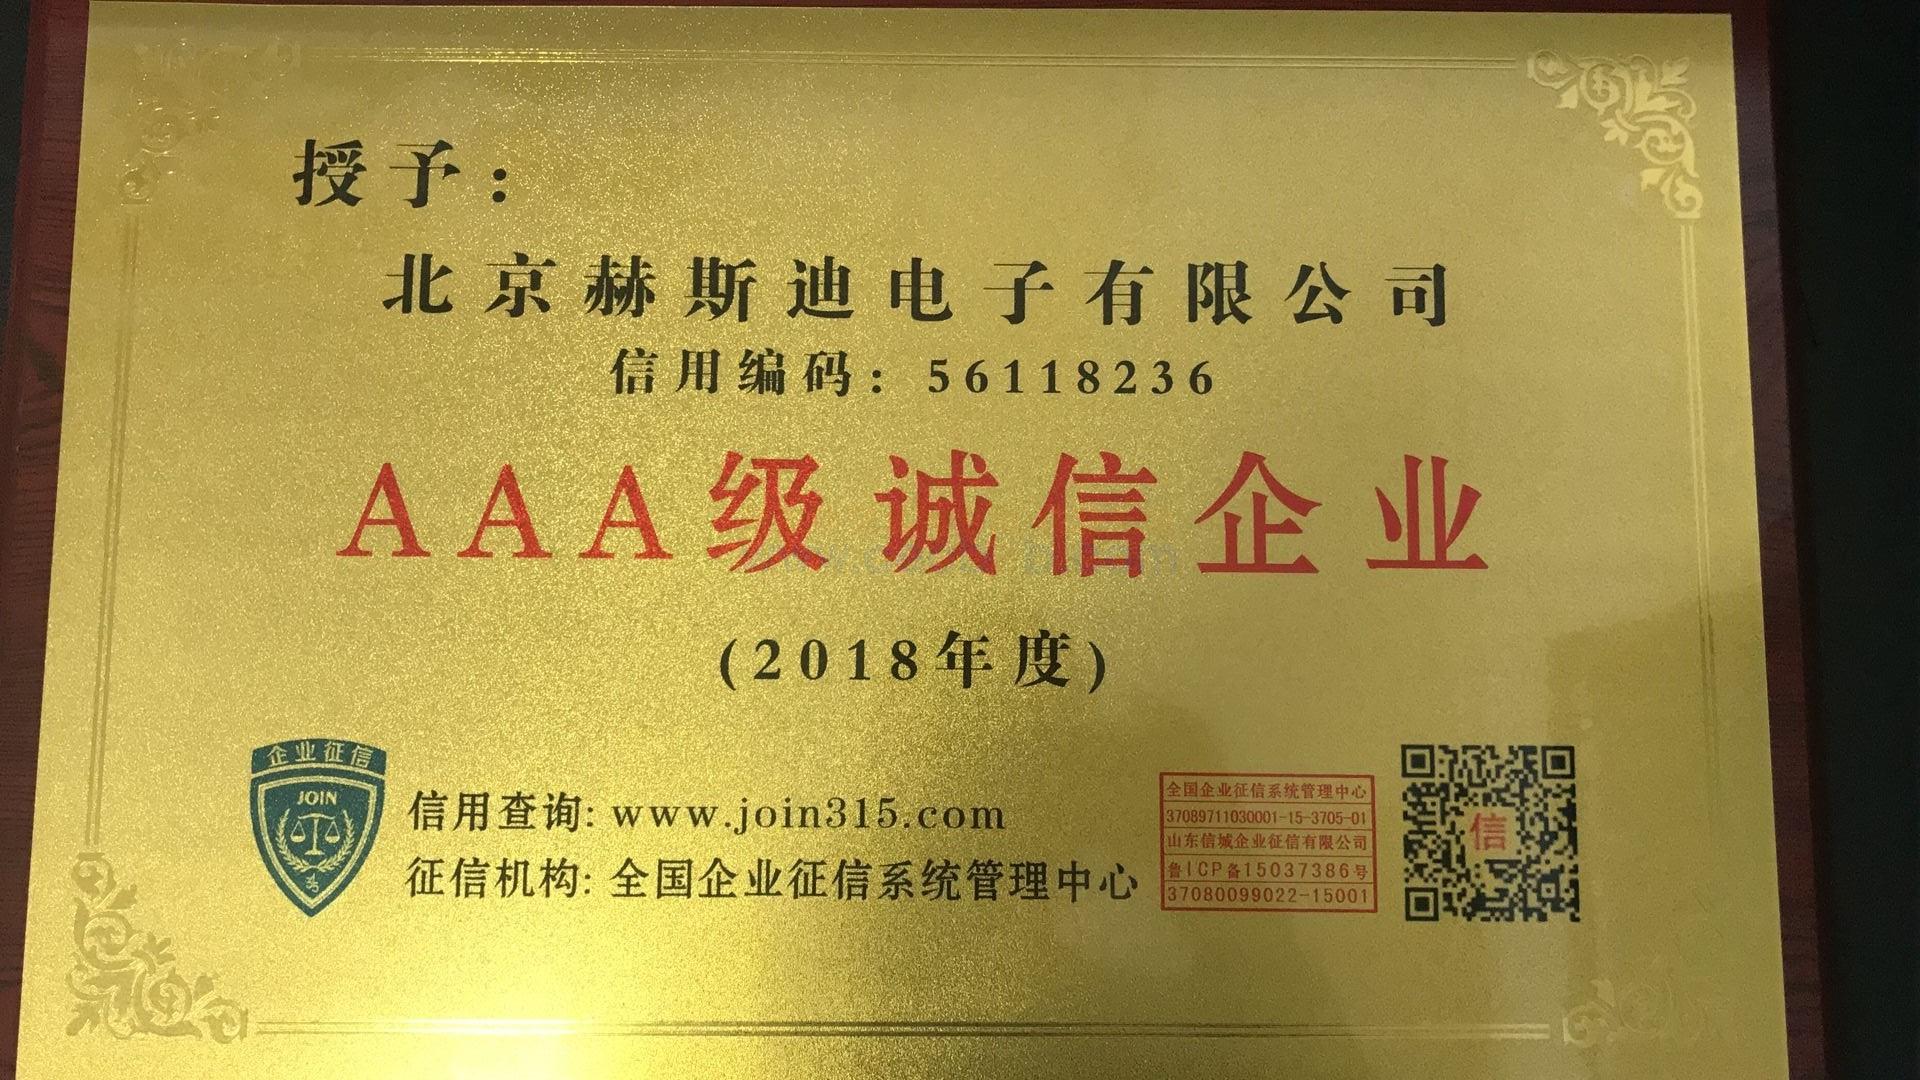 授予：
北京赫斯迪电子有限公司
信用编码：56118236
AAA级诚信企业
(2018年度)
企业征信
JOIN
信用查询: www.join315.com
征信机构: 全国企业征信系统管理中心
全国企业征信系统管理中心
37089711030001-15-3705-01
山东信城企业征信有限公司
鲁ICP备15037386号
37080099022-15001
信